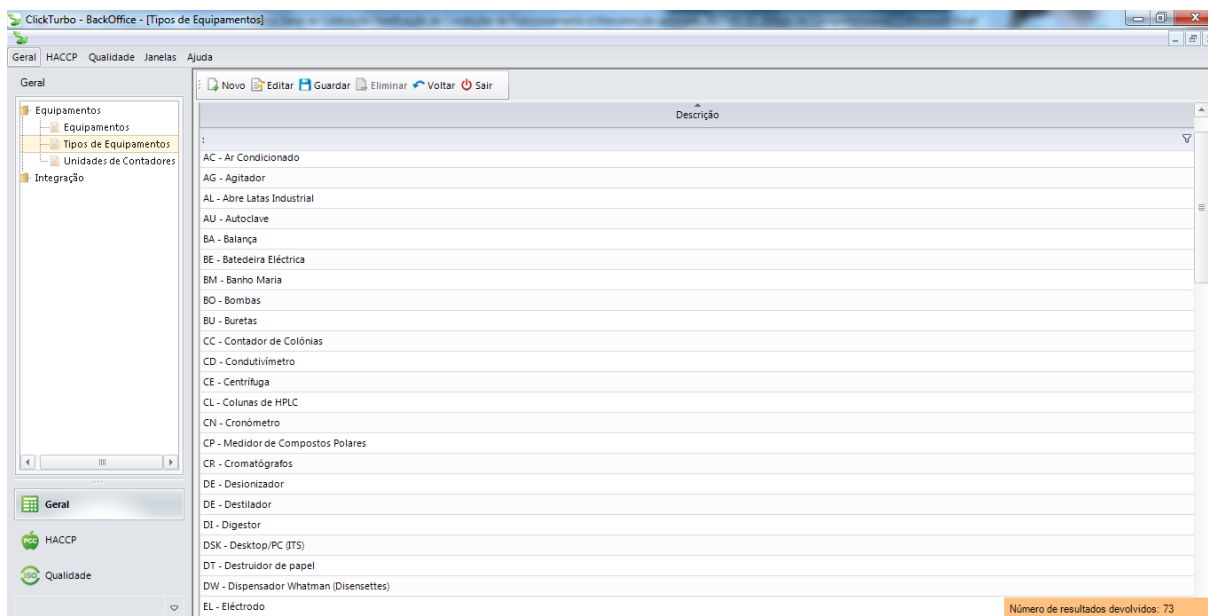 ClickTurbo - BackOffice - [Tipos de Equipamentos]
Geral HACCP Qualidade Janelas Ajuda
Geral
Novo Editar Guardar Eliminar Voltar Sair
Equipamentos
Equipamentos
Tipos de Equipamentos
Unidades de Contadores
Integração
Descrição
:
AC - Ar Condicionado
AG - Agitador
AL - Abre Latas Industrial
AU - Autoclave
BA - Balança
BE - Batedeira Eléctrica
BM - Banho Maria
BO - Bombas
BU - Buretas
CC - Contador de Colónias
CD - Condutivímetro
CE - Centrífuga
CL - Colunas de HPLC
CN - Cronómetro
CP - Medidor de Compostos Polares
CR - Cromatógrafos
DE - Desionizador
DE - Destilador
DI - Digestor
DSK - Desktop/PC (ITS)
DT - Destruidor de papel
DW - Dispensador Whatman (Disensettes)
EL - Eléctrodo
Geral
PCC HACCP
ISO Qualidade
Número de resultados devolvidos: 73